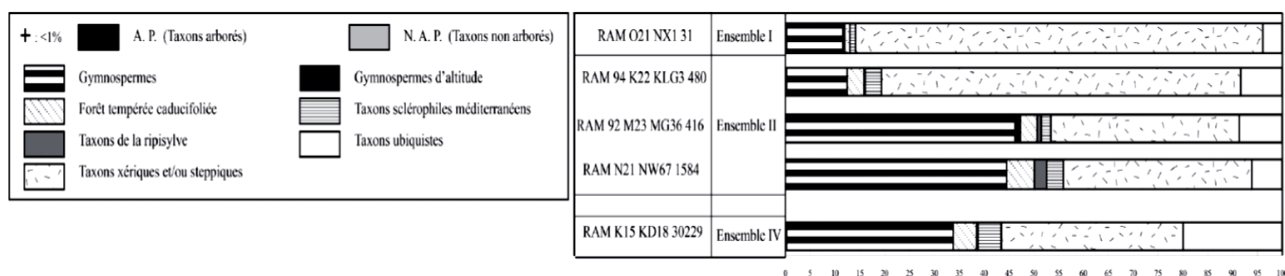 + : <1%
A. P. (Taxons arborés)
N. A. P. (Taxons non arborés)
Gymnospermes
Gymnospermes d'altitude
Forêt tempérée caducifoliée
Taxons sclérophiles méditerranéens
Taxons de la ripisylve
Taxons ubiquistes
Taxons xériques et/ou steppiques
RAM O21 NX1 31
Ensemble I
RAM 94 K22 KLG3 480
RAM 92 M23 MG36 416
Ensemble II
RAM N21 NW67 1584
RAM K15 KD18 30229
Ensemble IV
0 5 10 15 20 25 30 35 40 45 50 55 60 65 70 75 80 85 90 95 100